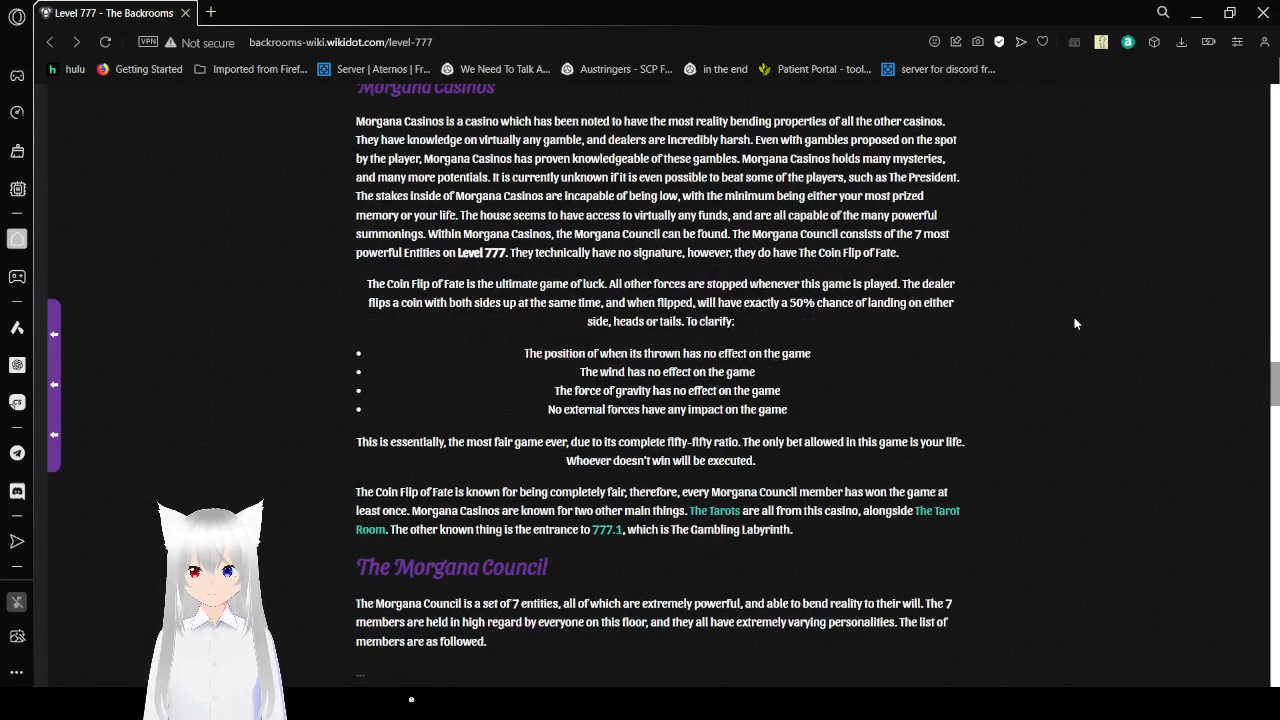 Level 777 - The Backrooms
VPN
Not secure
backrooms-wiki.wikidot.com/level-777
hulu
Getting Started
Imported from Firef...
Server | Aternos | Fr...
We Need To Talk A...
Austringers - SCP F...
in the end
Patient Portal - tool...
server for discord fr...
Morgana Casinos
Morgana Casinos is a casino which has been noted to have the most reality bending properties of all the other casinos.
They have knowledge on virtually any gamble, and dealers are incredibly harsh. Even with gambles proposed on the spot
by the player, Morgana Casinos has proven knowledgeable of these gambles. Morgana Casinos holds many mysteries,
and many more potentials. It is currently unknown if it is even possible to beat some of the players, such as The President.
The stakes inside of Morgana Casinos are incapable of being low, with the minimum being either your most prized
memory or your life. The house seems to have access to virtually any funds, and are all capable of the many powerful
summonings. Within Morgana Casinos, the Morgana Council can be found. The Morgana Council consists of the 7 most
powerful Entities on Level 777. They technically have no signature, however, they do have The Coin Flip of Fate.
The Coin Flip of Fate is the ultimate game of luck. All other forces are stopped whenever this game is played. The dealer
flips a coin with both sides up at the same time, and when flipped, will have exactly a 50% chance of landing on either
side, heads or tails. To clarify:
• The position of when its thrown has no effect on the game
• The wind has no effect on the game
• The force of gravity has no effect on the game
• No external forces have any impact on the game
This is essentially, the most fair game ever, due to its complete fifty-fifty ratio. The only bet allowed in this game is your life.
Whoever doesn't win will be executed.
The Coin Flip of Fate is known for being completely fair, therefore, every Morgana Council member has won the game at
least once. Morgana Casinos are known for two other main things. The Tarots are all from this casino, alongside The Tarot
Room. The other known thing is the entrance to 777.1, which is The Gambling Labyrinth.
The Morgana Council
The Morgana Council is a set of 7 entities, all of which are extremely powerful, and able to bend reality to their will. The 7
members are held in high regard by everyone on this floor, and they all have extremely varying personalities. The list of
members are as followed.
...